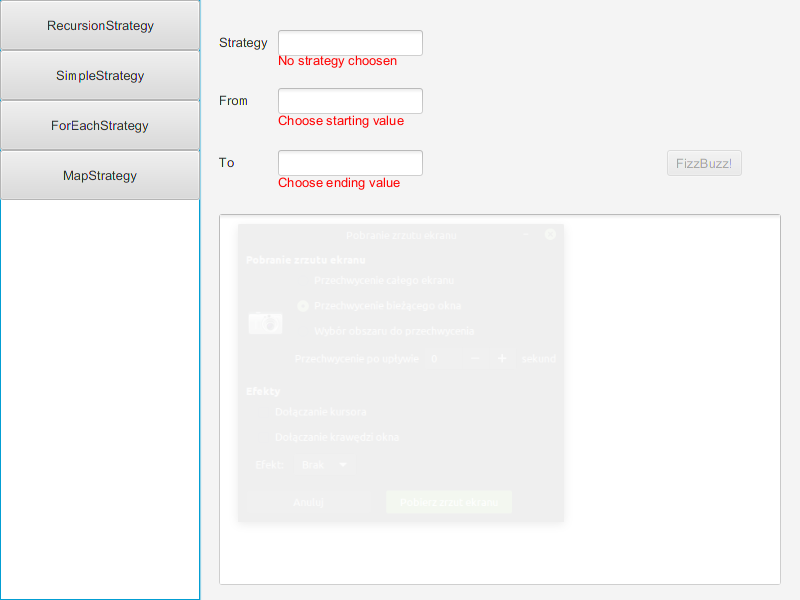 RecursionStrategy
SimpleStrategy
ForEachStrategy
MapStrategy
Strategy
No strategy choosen
From
Choose starting value
To
FizzBuzz!
Choose ending value
Pobranie zrzutu ekranu
Pobranie zrzutu ekranu
Przechwycenie całego ekranu
Przechwycenie bieżącego okna
Wybór obszaru do przechwycenia
Przechwycenie po upływie 0 − + sekund
Efekty
Dołączanie kursora
Dołączanie krawędzi okna
Efekt: Brak
Anuluj
Pobierz zrzut ekranu